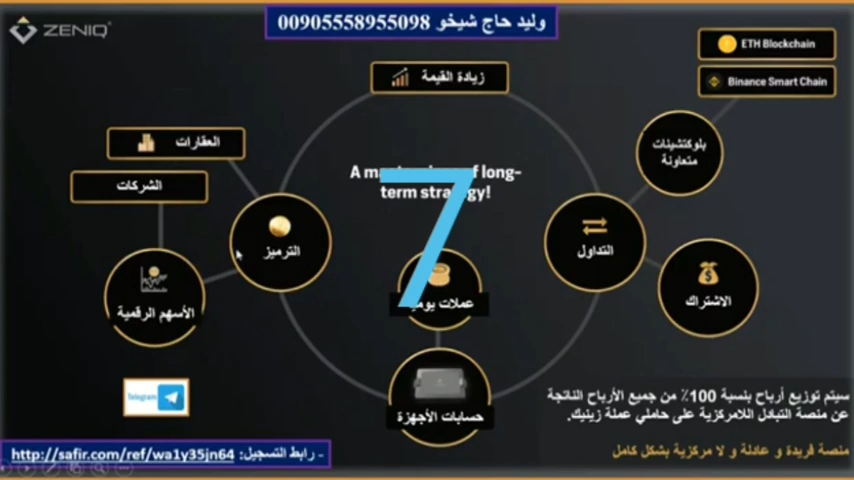 وليد حاج شيخو 00905558955098
ZENIQ
ETH Blockchain
Binance Smart Chain
زيادة القيمة
العقارات
بلوكتشينات
متعاونة
الشركات
A of long-
term strategy!
7
الترميز
التداول
عملات يومية
الأسهم الرقمية
الاشتراك
حسابات الأجهزة
Telegram
سيتم توزيع أرباح بنسبة 100٪ من جميع الأرباح الناتجة
عن منصة التبادل اللامركزية على حاملي عملة زينيك.
منصة فريدة و عادلة و لا مركزية بشكل كامل
- رابط التسجيل: http://safir.com/ref/wa1y35jn64